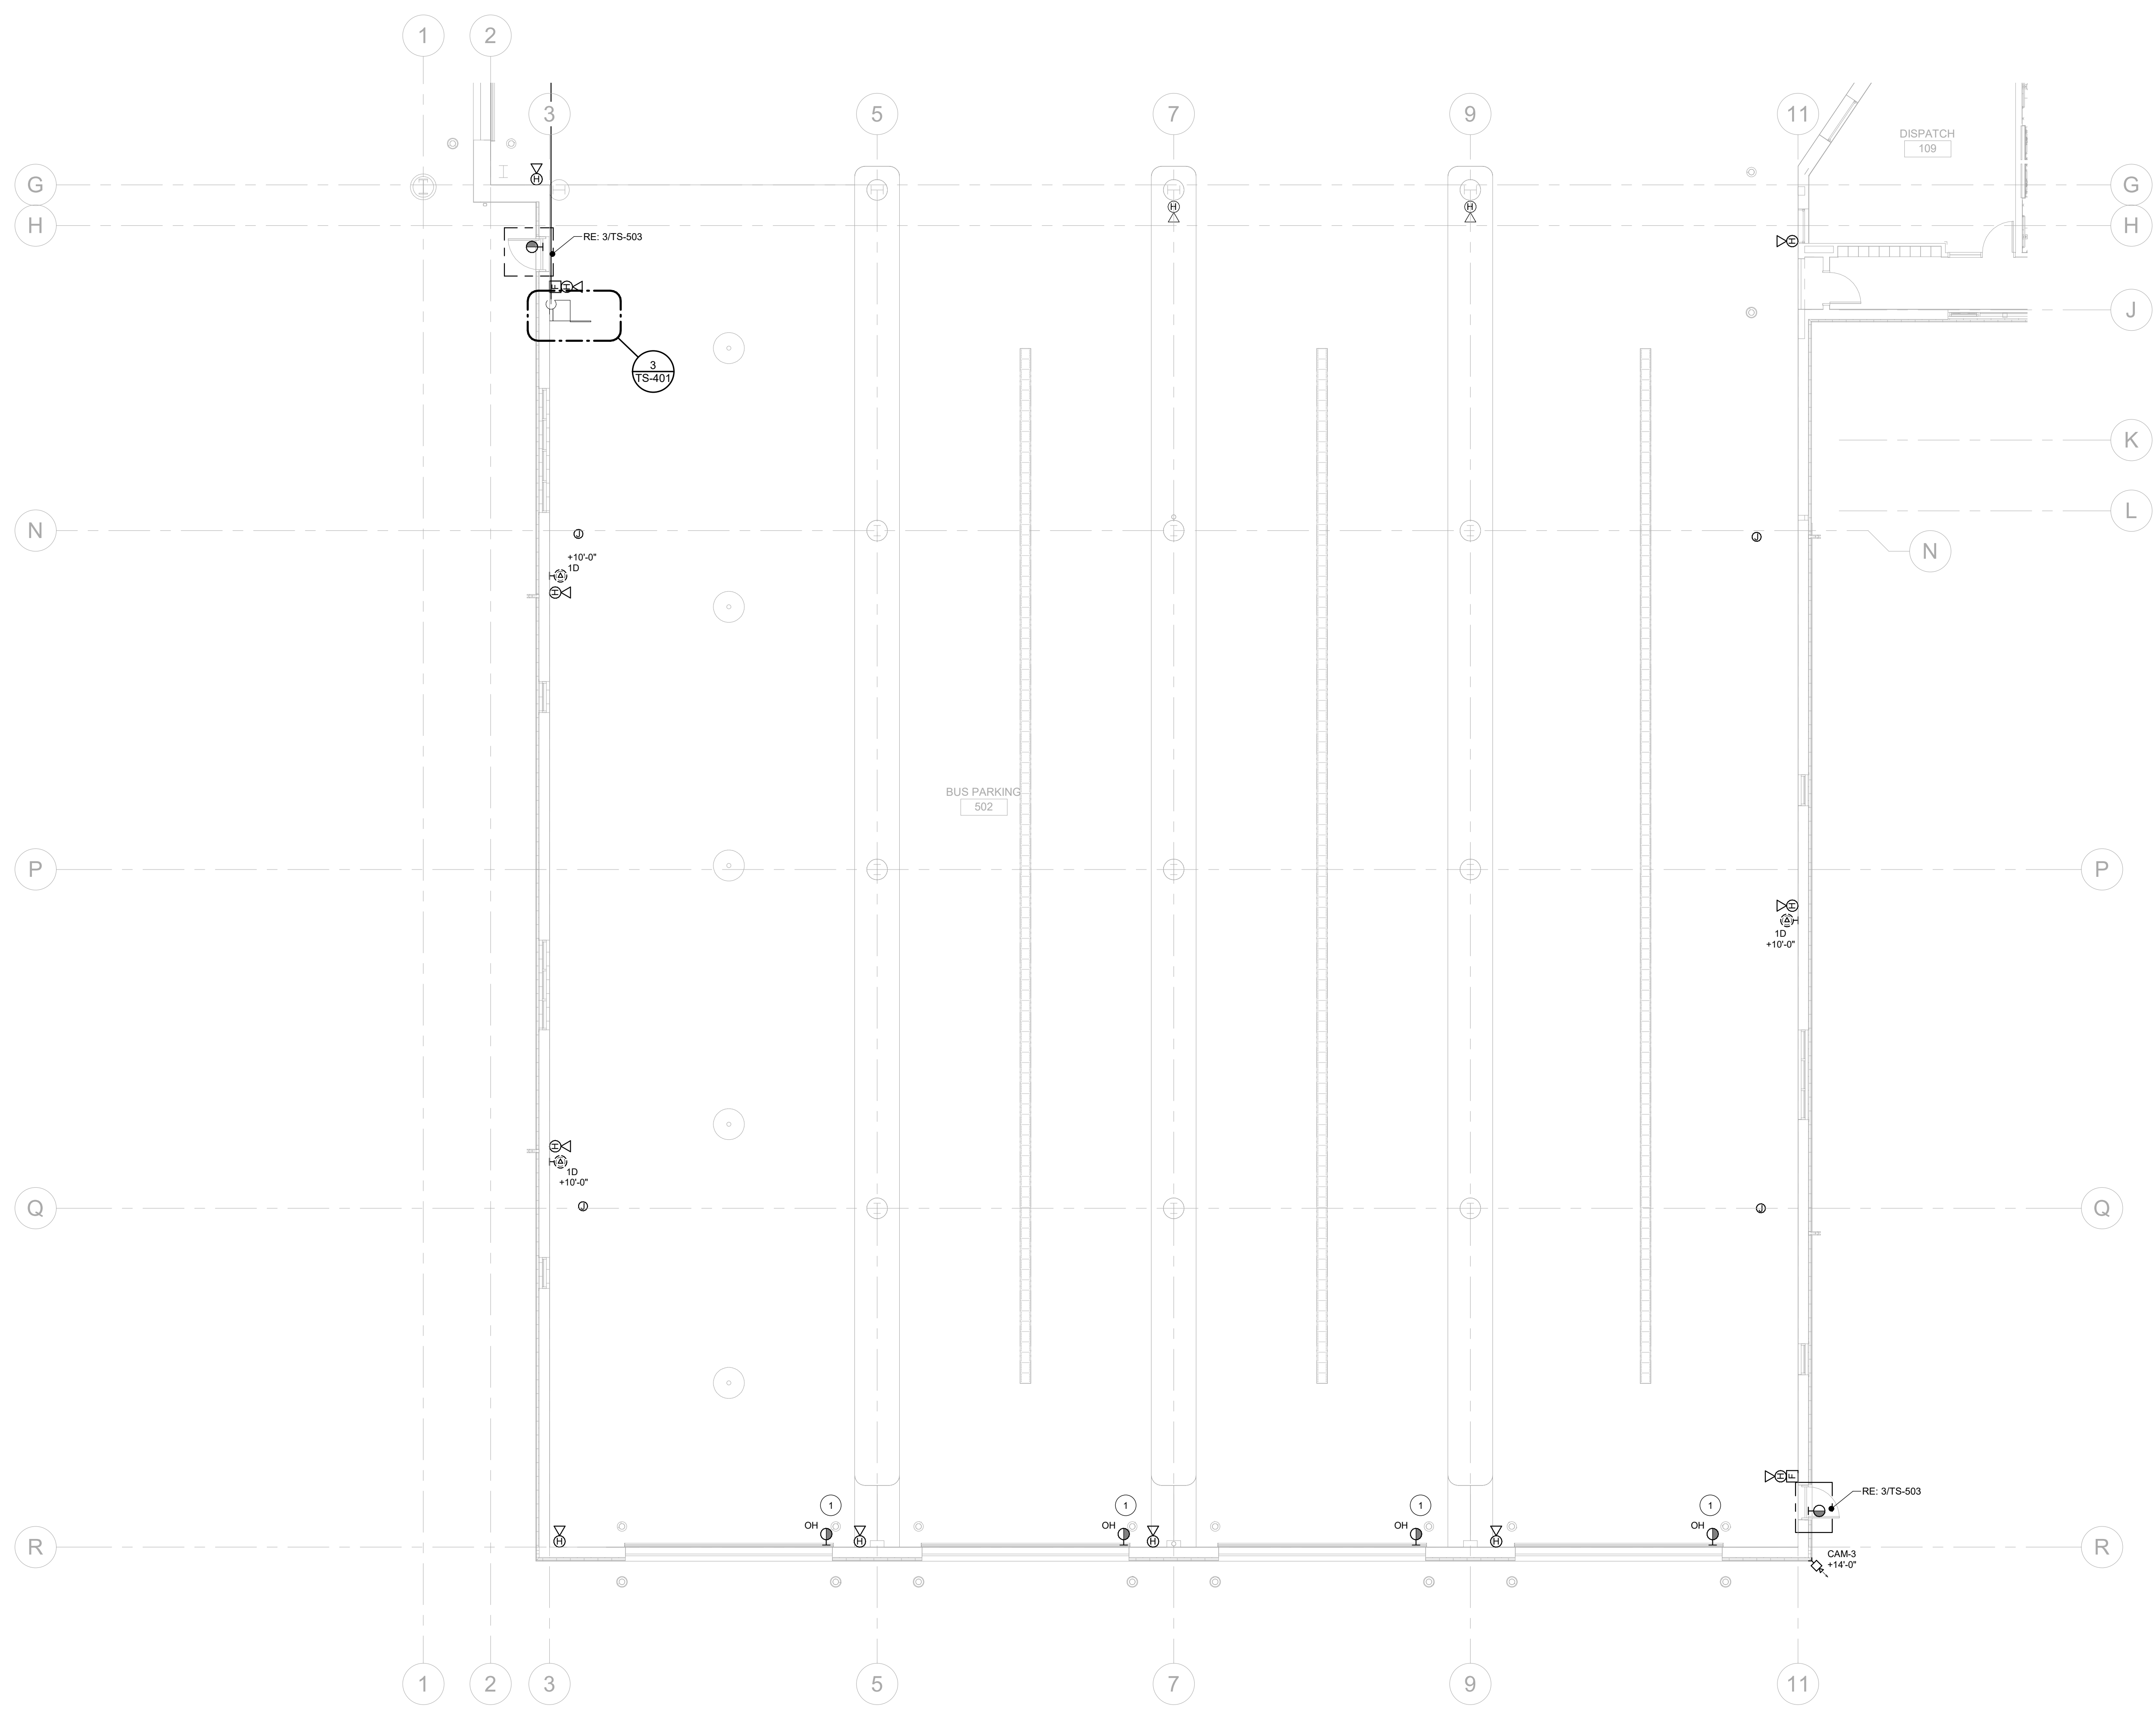 1
2
3
5
7
9
11
DISPATCH
109
G
H
G
G
H
H
H
H
RE: 3/TS-503
H
F
H
J
3
TS-401
K
L
N
J
J
N
+10'-0"
1D
H
BUS PARKING
502
P
P
H
1D
+10'-0"
H
1D
+10'-0"
Q
J
J
Q
H
F
RE: 3/TS-503
1
1
1
1
OH
OH
OH
OH
H
H
H
H
R
R
CAM-3
+14'-0"
1
2
3
5
7
9
11